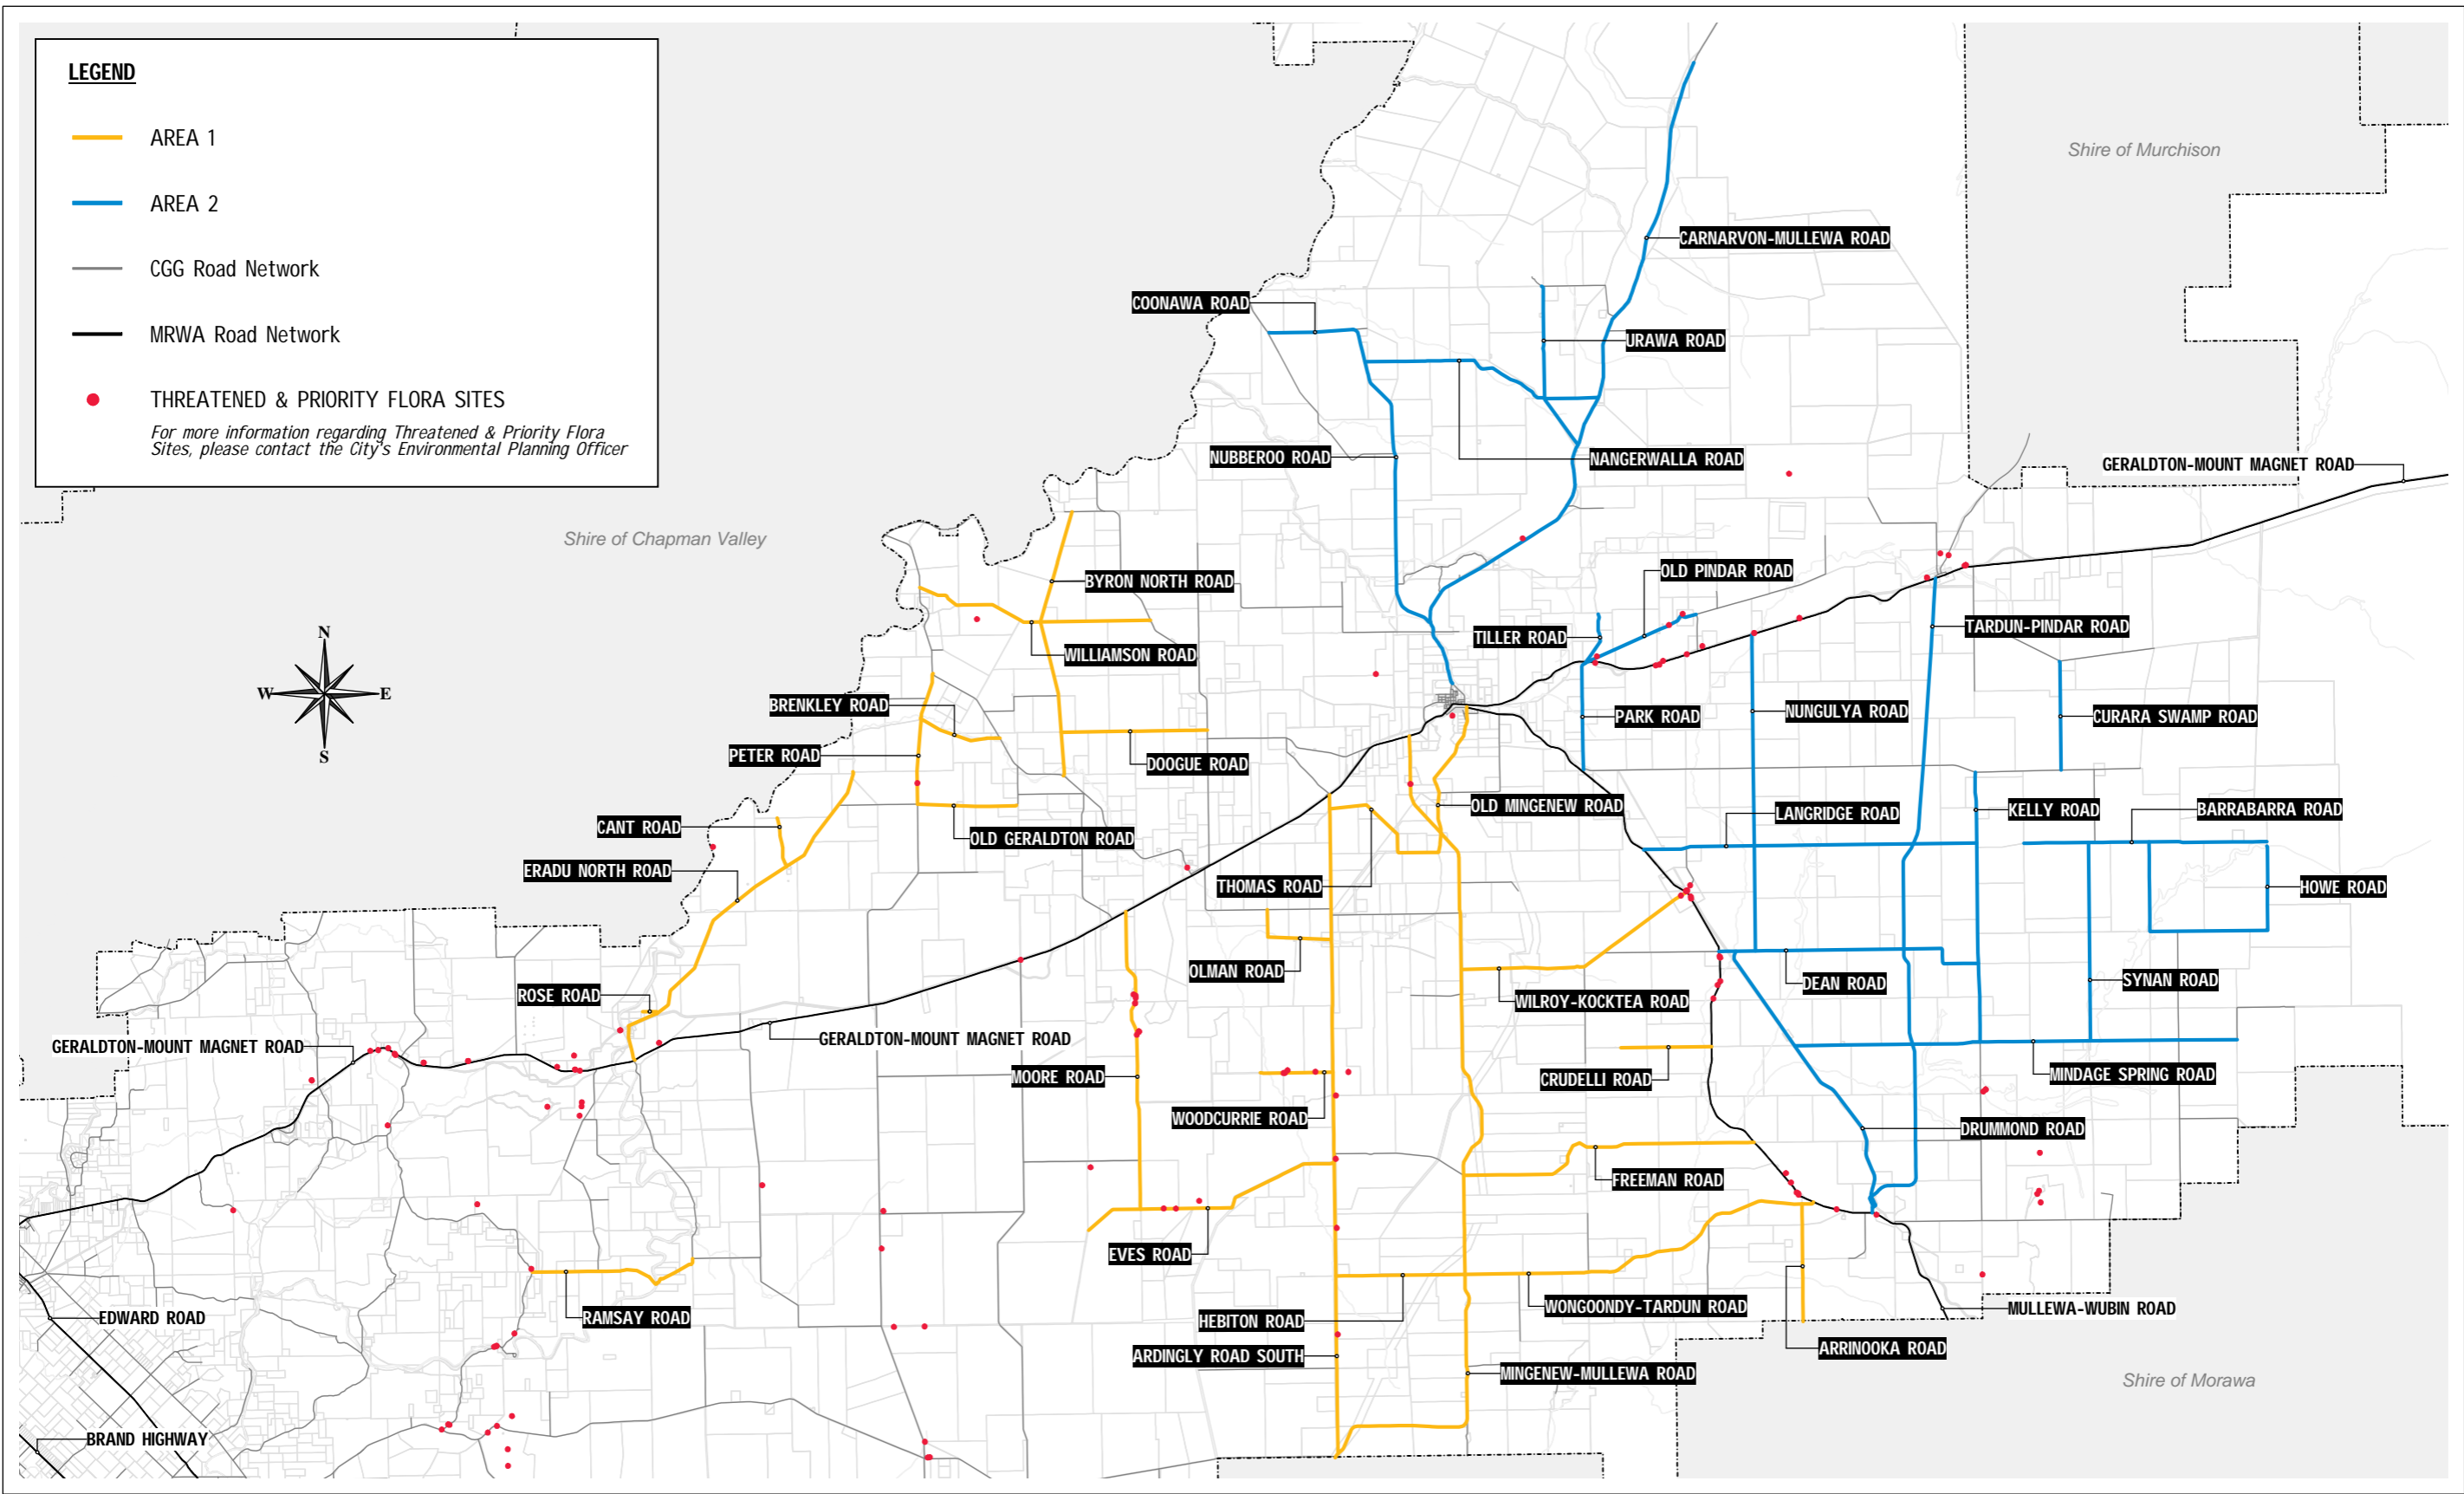 LEGEND
AREA 1
AREA 2
CGG Road Network
MRWA Road Network
THREATENED & PRIORITY FLORA SITES
For more information regarding Threatened & Priority Flora
Sites, please contact the City's Environmental Planning Officer
Shire of Murchison
CARNARVON-MULLEWA ROAD
COONAWA ROAD
URAWA ROAD
NUBBEROO ROAD
NANGERWALLA ROAD
GERALDTON-MOUNT MAGNET ROAD
Shire of Chapman Valley
BYRON NORTH ROAD
OLD PINDAR ROAD
N
W
E
S
TILLER ROAD
TARDUN-PINDAR ROAD
WILLIAMSON ROAD
BRENKLEY ROAD
PARK ROAD
NUNGULYA ROAD
CURARA SWAMP ROAD
PETER ROAD
DOOGUE ROAD
OLD MINGENEW ROAD
LANGRIDGE ROAD
KELLY ROAD
BARRABARRA ROAD
CANT ROAD
OLD GERALDTON ROAD
ERADU NORTH ROAD
THOMAS ROAD
HOWE ROAD
OLMAN ROAD
DEAN ROAD
SYNAN ROAD
ROSE ROAD
WILROY-KOCKTEA ROAD
GERALDTON-MOUNT MAGNET ROAD
GERALDTON-MOUNT MAGNET ROAD
MOORE ROAD
CRUDELLI ROAD
MINDAGE SPRING ROAD
WOODCURRIE ROAD
DRUMMOND ROAD
FREEMAN ROAD
EVES ROAD
EDWARD ROAD
RAMSAY ROAD
HEBITON ROAD
WONGOONDY-TARDUN ROAD
MULLEWA-WUBIN ROAD
ARDINGLY ROAD SOUTH
ARRINOOKA ROAD
MINGENEW-MULLEWA ROAD
Shire of Morawa
BRAND HIGHWAY